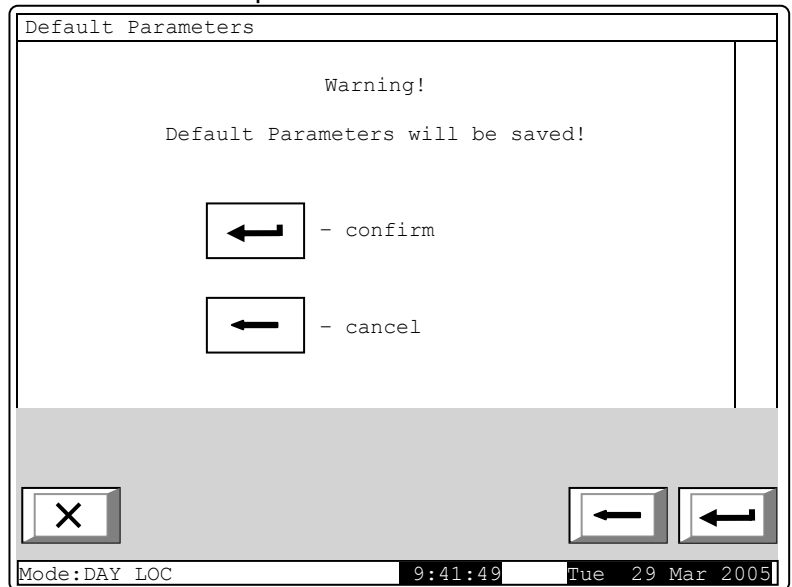 Default Parameters
Warning!
Default Parameters will be saved!
- confirm
- cancel
Mode:DAY LOC 9:41:49 Tue 29 Mar 2005